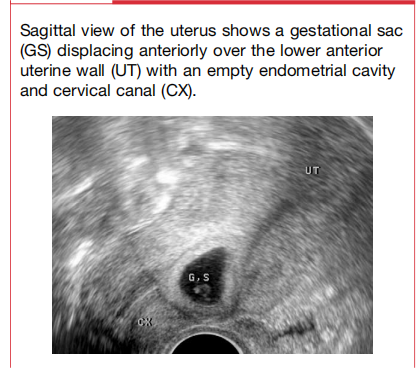 Sagittal view of the uterus shows a gestational sac
(GS) displacing anteriorly over the lower anterior
uterine wall (UT) with an empty endometrial cavity
and cervical canal (CX).
UT
G,S
CX